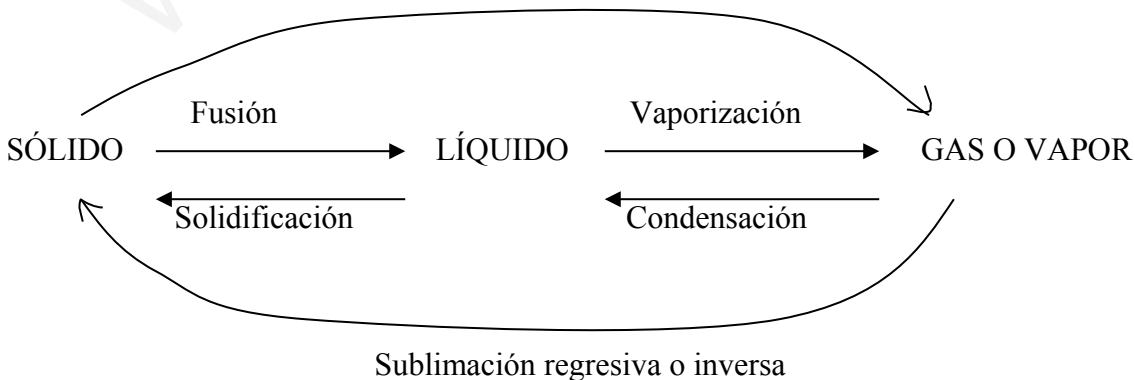 Fusión
Vaporización
SÓLIDO LÍQUIDO GAS O VAPOR
Solidificación
Condensación
Sublimación regresiva o inversa